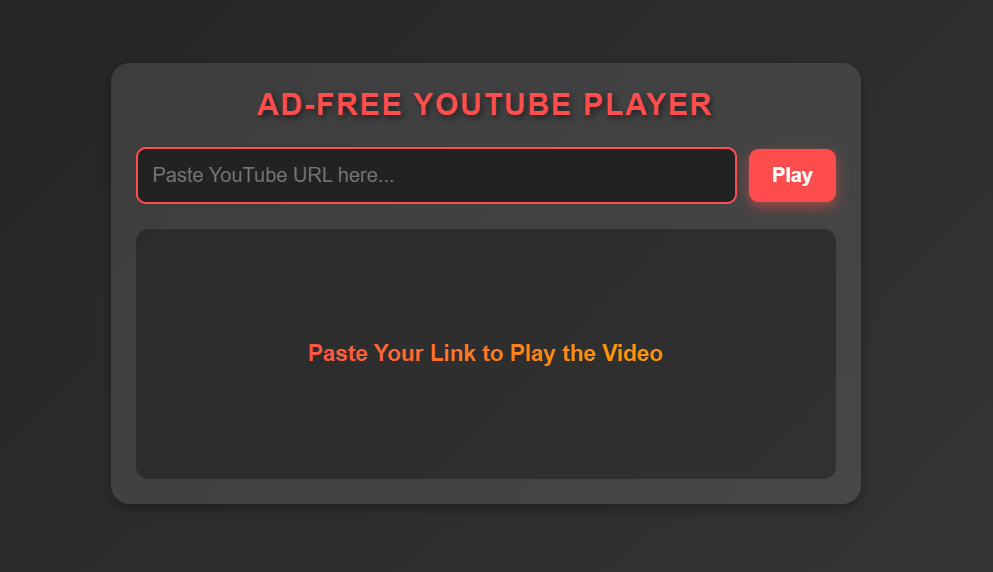 AD-FREE YOUTUBE PLAYER
Paste YouTube URL here...
Play
Paste Your Link to Play the Video